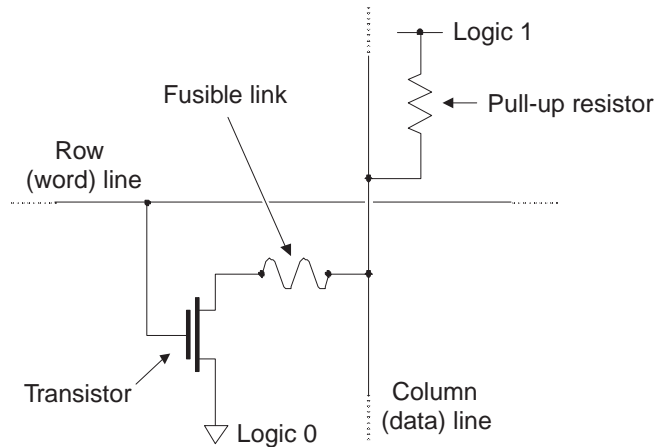 Logic 1
Fusible link
Pull-up resistor
Row
(word) line
Transistor
Logic 0
Column
(data) line